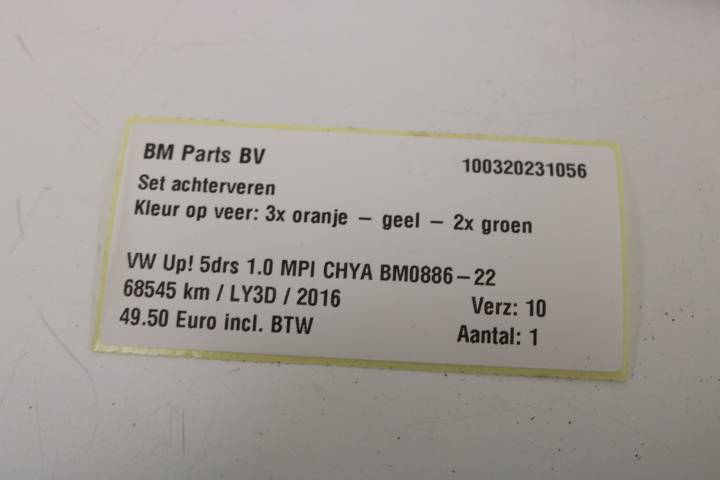 BM Parts BV 100320231056
Set achterveren
Kleur op veer: 3x oranje – geel – 2x groen
VW Up! 5drs 1.0 MPI CHYA BM0886–22
68545 km / LY3D / 2016 Verz: 10
49.50 Euro incl. BTW Aantal: 1